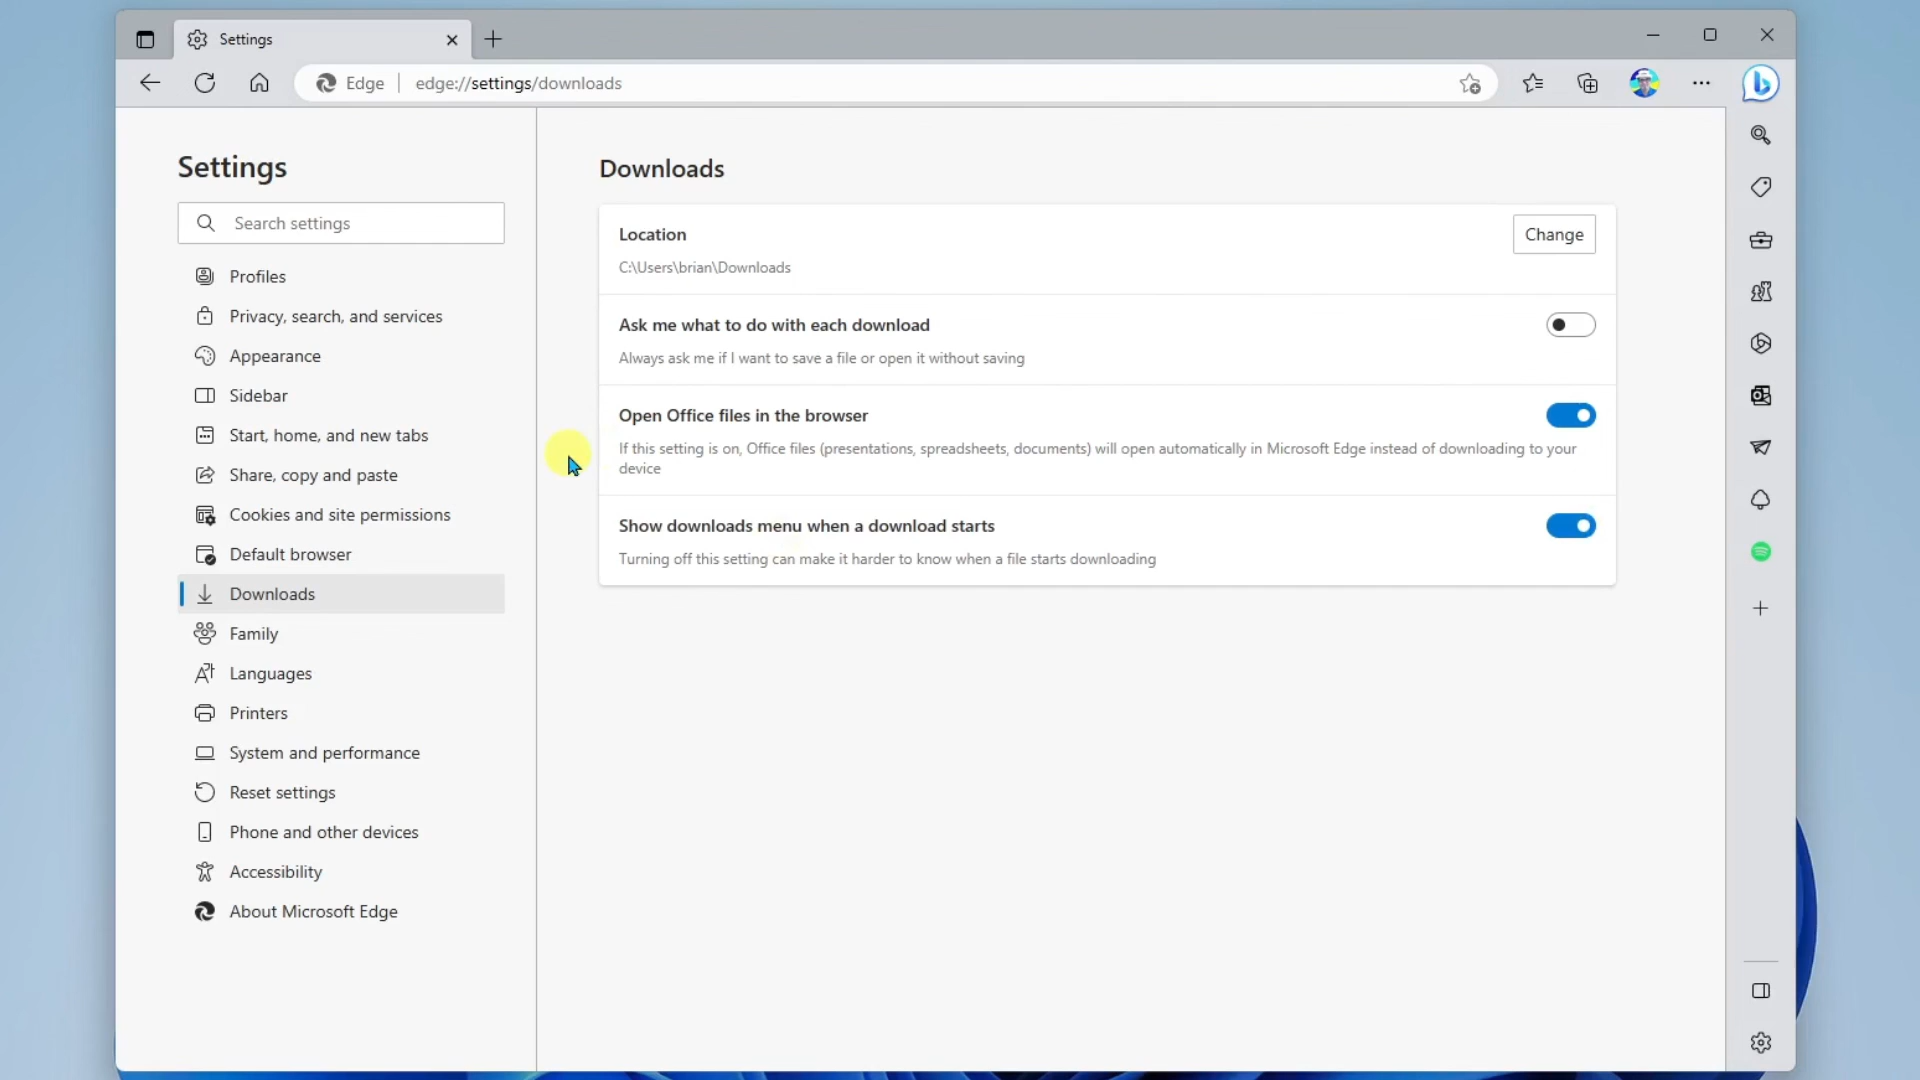 Settings
Edge
edge://settings/downloads
Settings
Search settings
Profiles
Privacy, search, and services
Appearance
Sidebar
Start, home, and new tabs
Share, copy and paste
Cookies and site permissions
Default browser
Downloads
Family
Languages
Printers
System and performance
Reset settings
Phone and other devices
Accessibility
About Microsoft Edge
Downloads
Location
Change
C:\Users\brian\Downloads
Ask me what to do with each download
Always ask me if I want to save a file or open it without saving
Open Office files in the browser
If this setting is on, Office files (presentations, spreadsheets, documents) will open automatically in Microsoft Edge instead of downloading to your
device
Show downloads menu when a download starts
Turning off this setting can make it harder to know when a file starts downloading